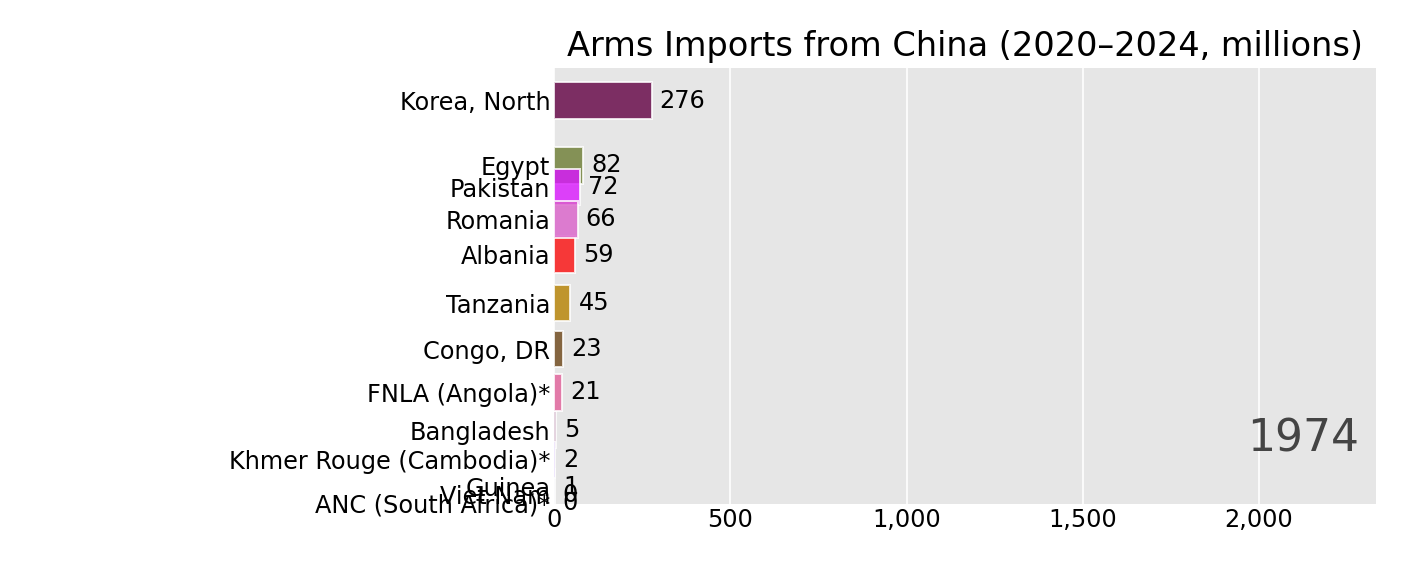 Arms Imports from China (2020–2024, millions)
Korea, North 276
Egypt 82
Pakistan 72
Romania 66
Albania 59
Tanzania 45
Congo, DR 23
FNLA (Angola)* 21
Bangladesh 5
1974
Khmer Rouge (Cambodia)* 2
Guinea 1
Viet Nam 0
ANC (South Africa)* 0
0 500 1,000 1,500 2,000